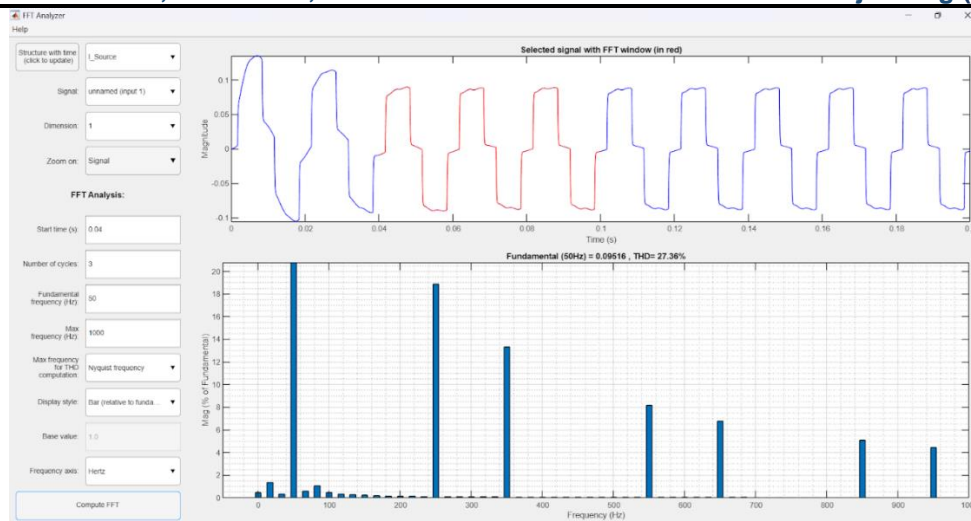 FFT Analyzer
Help
Structure with time
(click to update)
I_Source
Signal:
unnamed (input 1)
Dimension:
1
Zoom on:
Signal
FFT Analysis:
Start time (s):
0.04
Number of cycles:
3
Fundamental
frequency (Hz):
50
Max
frequency (Hz):
1000
Max frequency
for THD
computation:
Nyquist frequency
Display style:
Bar (relative to funda...
Base value:
1.0
Frequency axis:
Hertz
Compute FFT
Selected signal with FFT window (in red)
Magnitude
0.1
0.05
0
-0.05
-0.1
0 0.02 0.04 0.06 0.08 0.1 0.12 0.14 0.16 0.18
Time (s)
Fundamental (50Hz) = 0.09516 , THD= 27.36%
Mag (% of Fundamental)
20
18
16
14
12
10
8
6
4
2
0
0 100 200 300 400 500 600 700 800 900
Frequency (Hz)